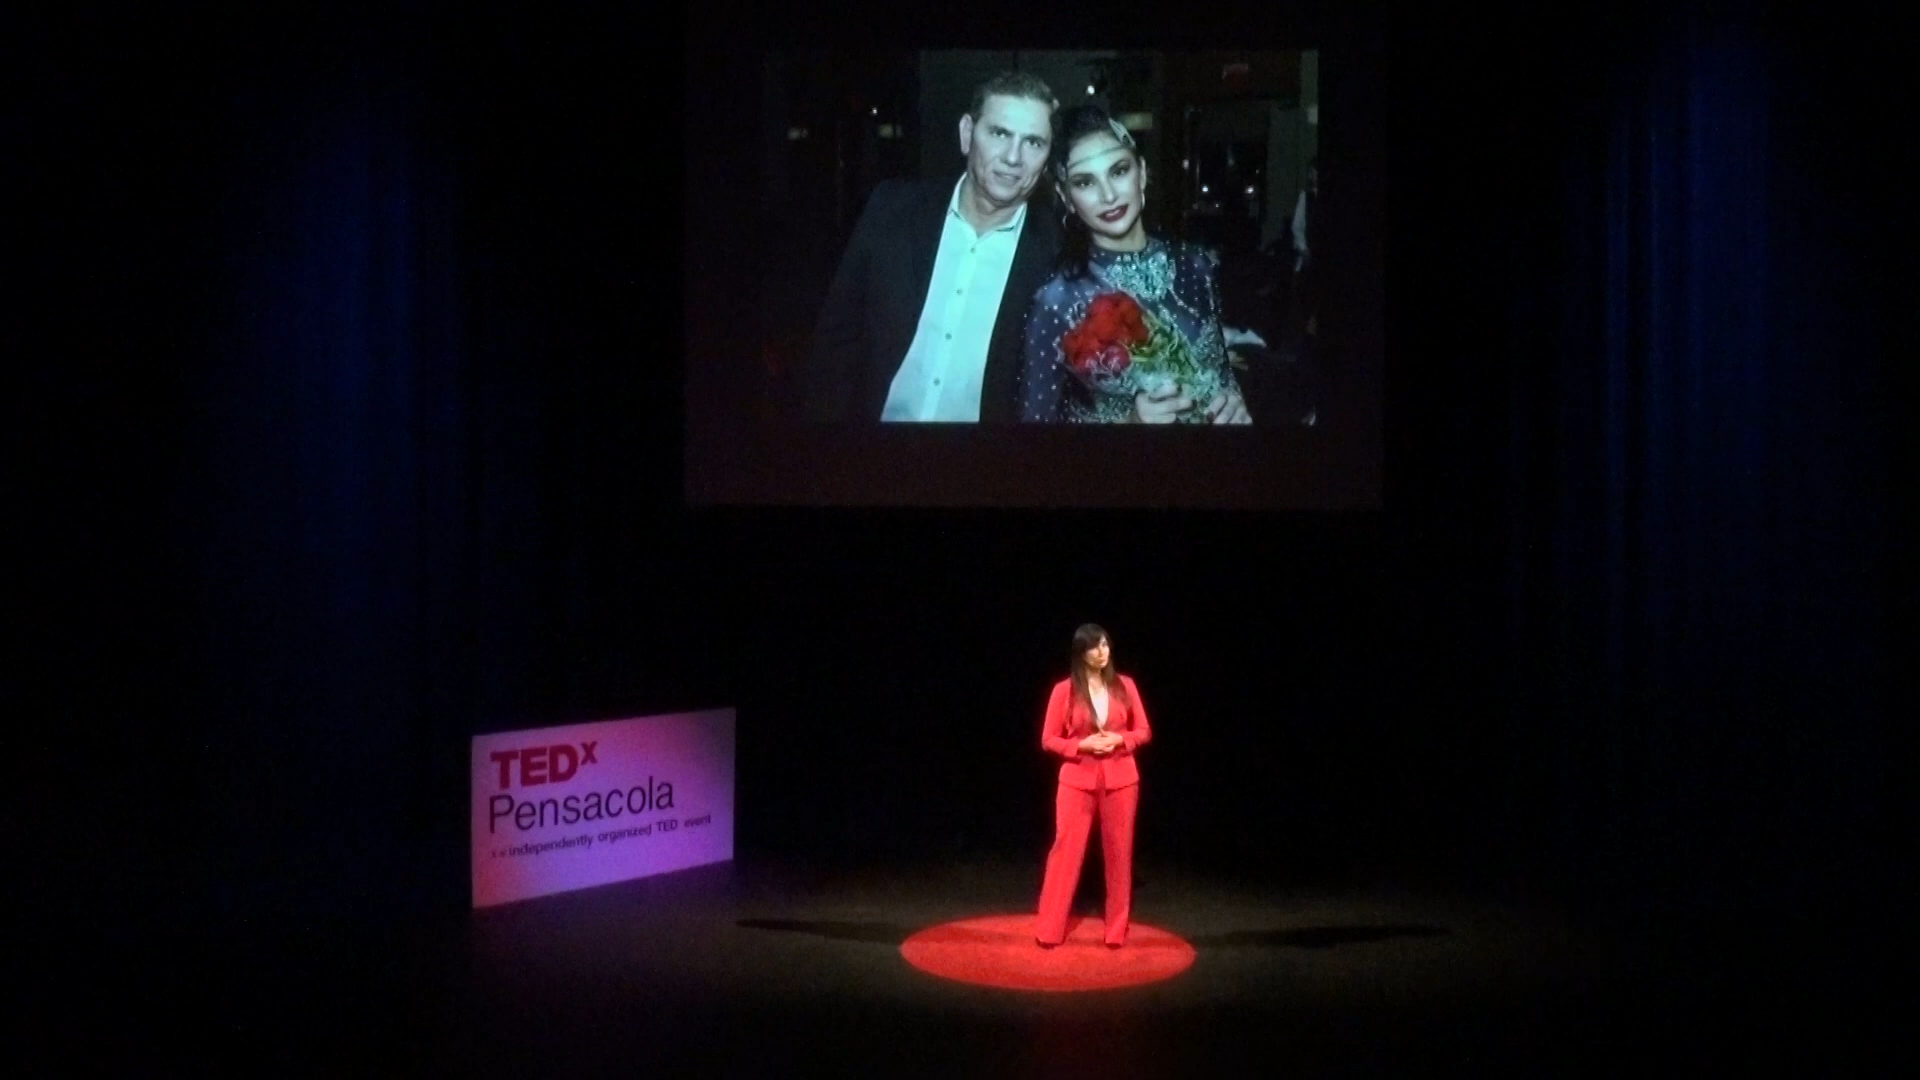 TEDx
Pensacola
x = independently organized TED event